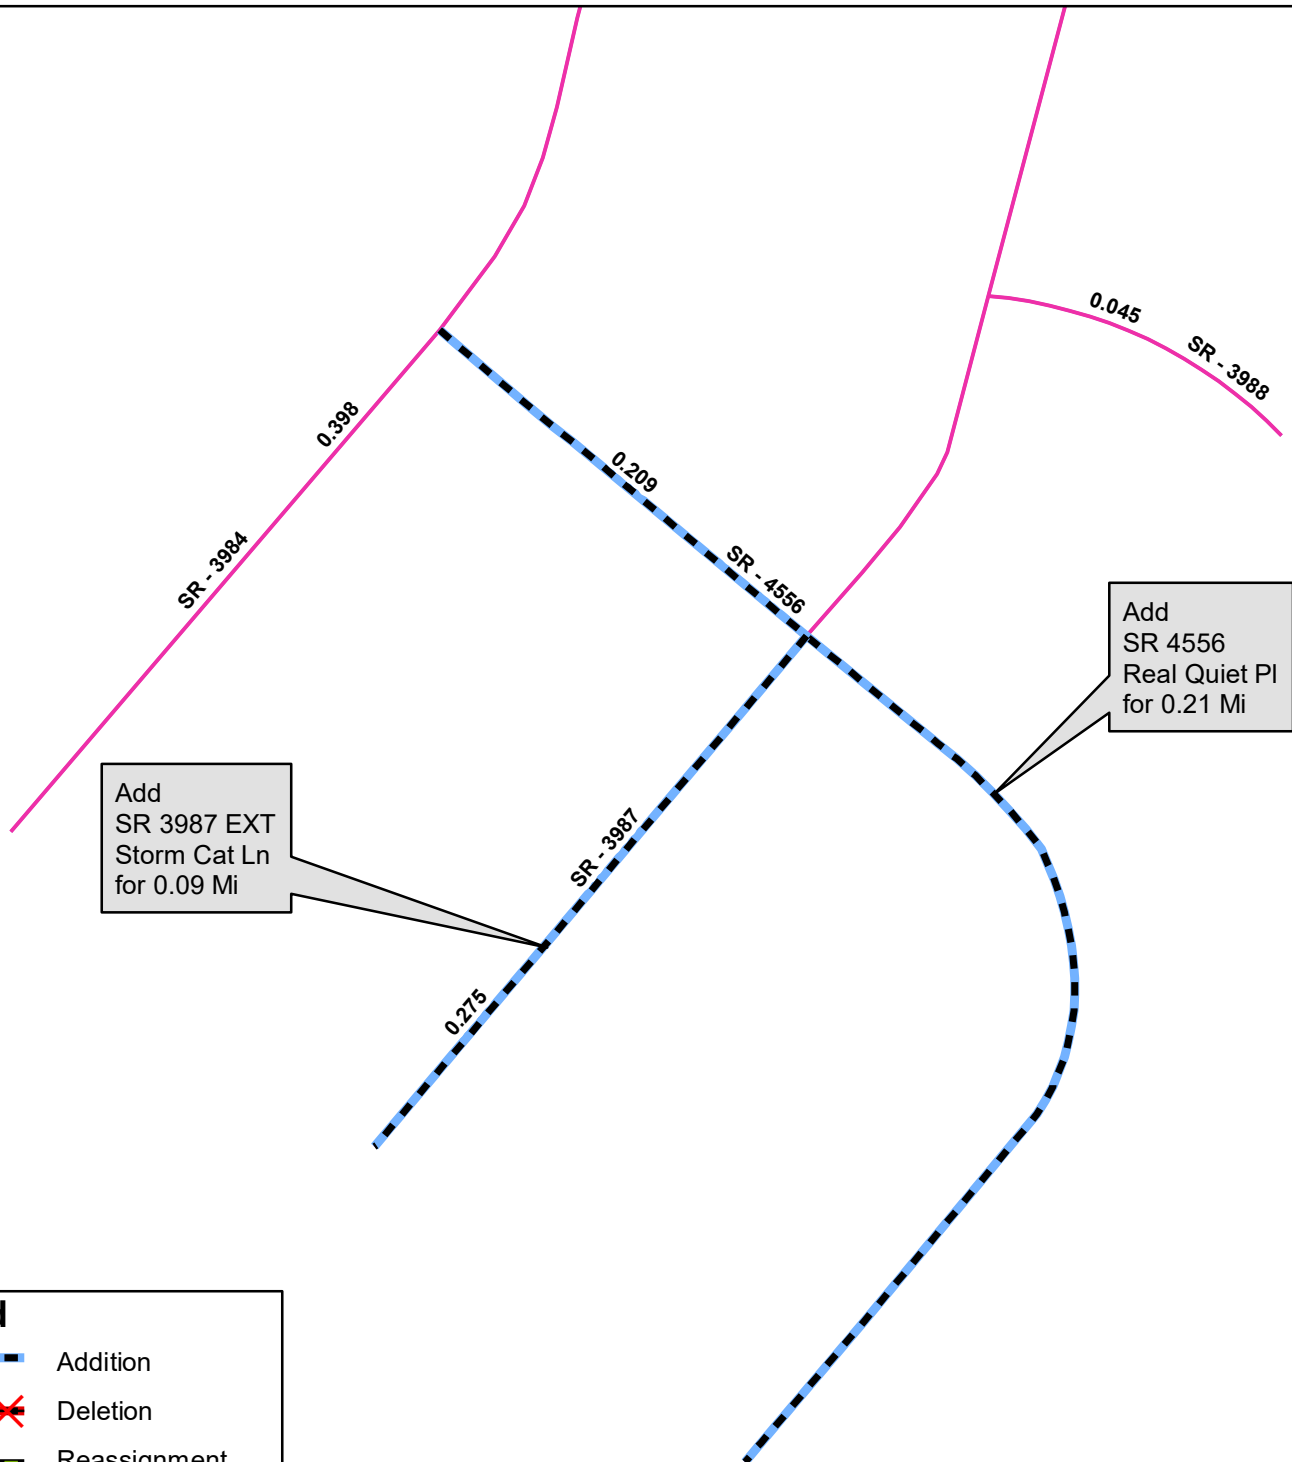 0.045
SR - 3988
0.398
0.209
SR - 3984
SR - 4556
Add
SR 4556
Real Quiet Pl
for 0.21 Mi
Add
SR 3987 EXT
Storm Cat Ln
for 0.09 Mi
SR - 3987
0.275
Addition
Deletion
Reassignment